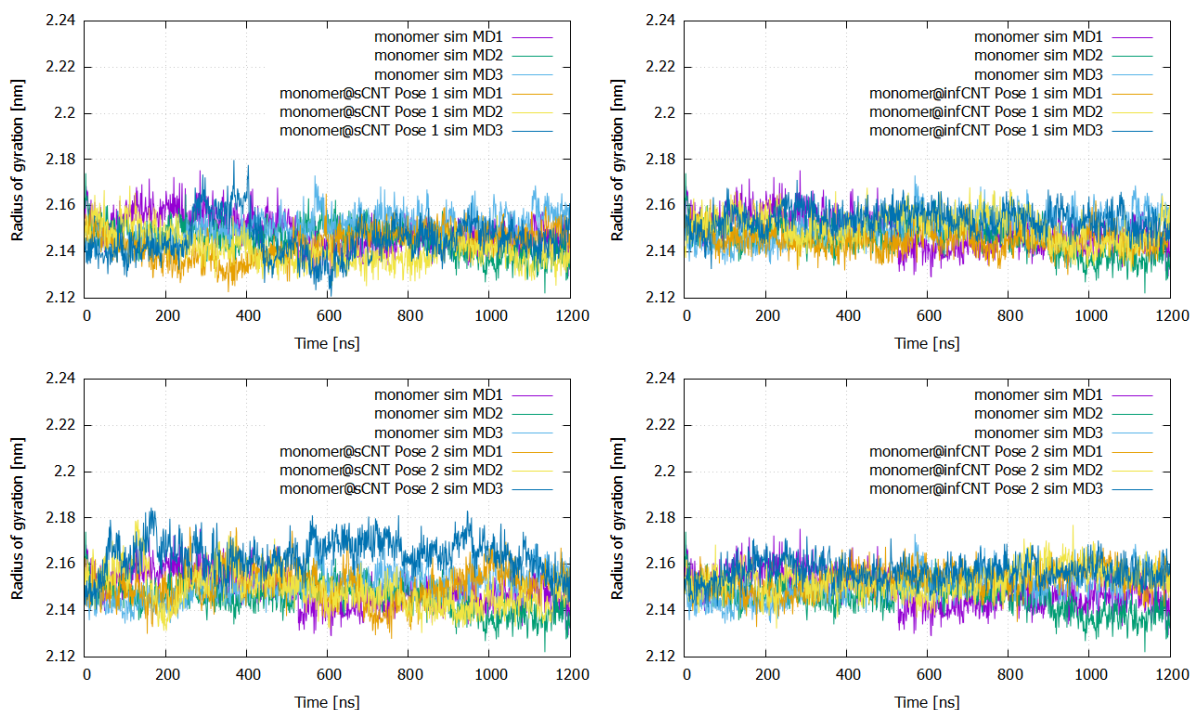 2.24
2.22
2.2
2.18
2.16
2.14
2.12
Radius of gyration [nm]
monomer sim MD1
monomer sim MD2
monomer sim MD3
monomer@sCNT Pose 1 sim MD1
monomer@sCNT Pose 1 sim MD2
monomer@sCNT Pose 1 sim MD3
0 200 400 600 800 1000 1200
Time [ns]
2.24
2.22
2.2
2.18
2.16
2.14
2.12
Radius of gyration [nm]
monomer sim MD1
monomer sim MD2
monomer sim MD3
monomer@infCNT Pose 1 sim MD1
monomer@infCNT Pose 1 sim MD2
monomer@infCNT Pose 1 sim MD3
0 200 400 600 800 1000 1200
Time [ns]
2.24
2.22
2.2
2.18
2.16
2.14
2.12
Radius of gyration [nm]
monomer sim MD1
monomer sim MD2
monomer sim MD3
monomer@sCNT Pose 2 sim MD1
monomer@sCNT Pose 2 sim MD2
monomer@sCNT Pose 2 sim MD3
0 200 400 600 800 1000 1200
Time [ns]
2.24
2.22
2.2
2.18
2.16
2.14
2.12
Radius of gyration [nm]
monomer sim MD1
monomer sim MD2
monomer sim MD3
monomer@infCNT Pose 2 sim MD1
monomer@infCNT Pose 2 sim MD2
monomer@infCNT Pose 2 sim MD3
0 200 400 600 800 1000 1200
Time [ns]